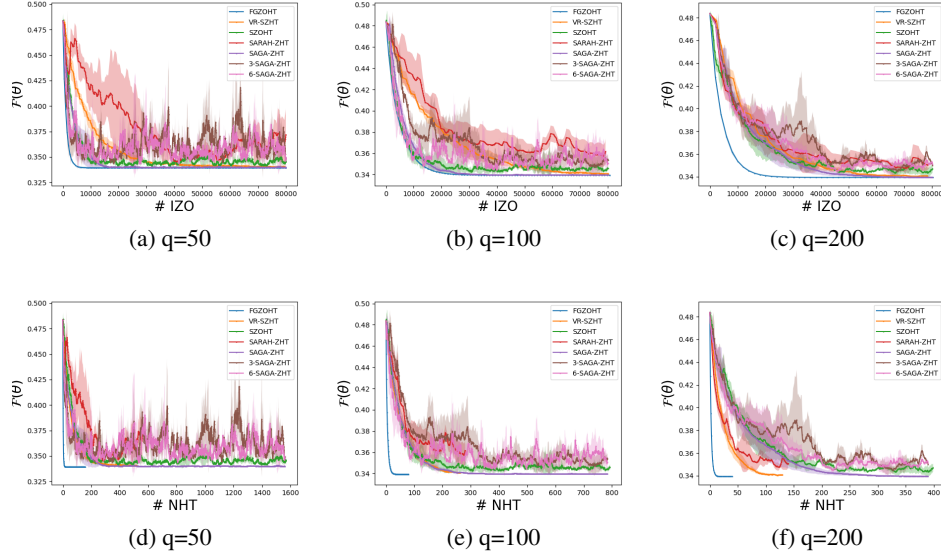 0.500
0.475
0.450
0.425
0.400
0.375
0.350
0.325
F(θ)
FGZOHT
VR-SZHT
SZOHT
SARAH-ZHT
SAGA-ZHT
3-SAGA-ZHT
6-SAGA-ZHT
0 10000 20000 30000 40000 50000 60000 70000 80000
# IZO
(a) q=50
0.50
0.48
0.46
0.44
0.42
0.40
0.38
0.36
0.34
F(θ)
FGZOHT
VR-SZHT
SZOHT
SARAH-ZHT
SAGA-ZHT
3-SAGA-ZHT
6-SAGA-ZHT
0 10000 20000 30000 40000 50000 60000 70000 80000
# IZO
(b) q=100
0.48
0.46
0.44
0.42
0.40
0.38
0.36
0.34
F(θ)
FGZOHT
VR-SZHT
SZOHT
SARAH-ZHT
SAGA-ZHT
3-SAGA-ZHT
6-SAGA-ZHT
0 10000 20000 30000 40000 50000 60000 70000 80000
# IZO
(c) q=200
0.500
0.475
0.450
0.425
0.400
0.375
0.350
0.325
F(θ)
FGZOHT
VR-SZHT
SZOHT
SARAH-ZHT
SAGA-ZHT
3-SAGA-ZHT
6-SAGA-ZHT
0 200 400 600 800 1000 1200 1400 1600
# NHT
(d) q=50
0.50
0.48
0.46
0.44
0.42
0.40
0.38
0.36
0.34
F(θ)
FGZOHT
VR-SZHT
SZOHT
SARAH-ZHT
SAGA-ZHT
3-SAGA-ZHT
6-SAGA-ZHT
0 100 200 300 400 500 600 700 800
# NHT
(e) q=100
0.48
0.46
0.44
0.42
0.40
0.38
0.36
0.34
F(θ)
FGZOHT
VR-SZHT
SZOHT
SARAH-ZHT
SAGA-ZHT
3-SAGA-ZHT
6-SAGA-ZHT
0 50 100 150 200 250 300 350 400
# NHT
(f) q=200